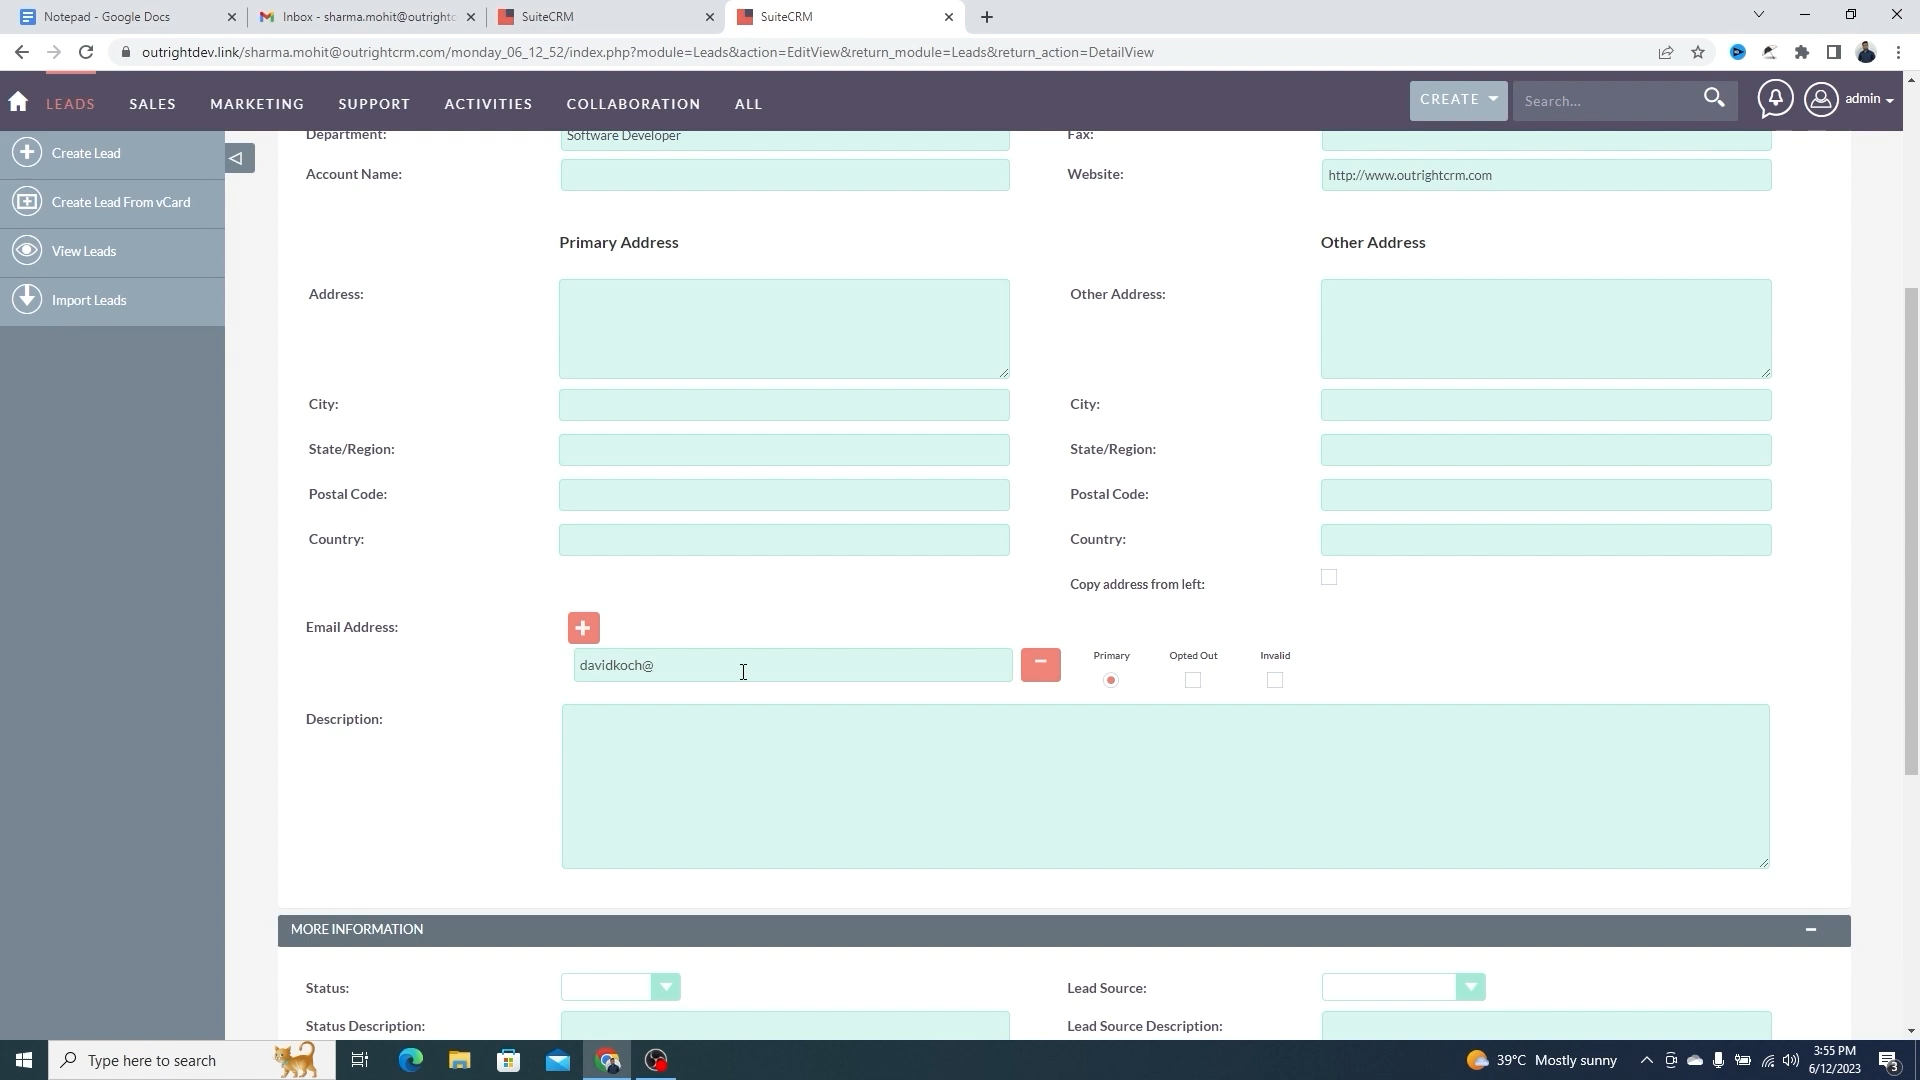 Notepad - Google Docs
Inbox - sharma.mohit@outrightc
SuiteCRM
SuiteCRM
outrightdev.link/sharma.mohit@outrightcrm.com/monday_06_12_52/index.php?module=Leads&action=EditView&return_module=Leads&return_action=DetailView
LEADS SALES MARKETING SUPPORT ACTIVITIES COLLABORATION ALL CREATE Search... admin
Create Lead
Create Lead From vCard
View Leads
Import Leads
Department: Software Developer Fax:
Account Name: Website: http://www.outrightcrm.com
Primary Address Other Address
Address: Other Address:
City: City:
State/Region: State/Region:
Postal Code: Postal Code:
Country: Country:
Copy address from left:
Email Address:
davidkoch@ Primary Opted Out Invalid
Description:
MORE INFORMATION
Status: Lead Source:
Status Description: Lead Source Description:
Type here to search
39°C Mostly sunny
3:55 PM
6/12/2023
3